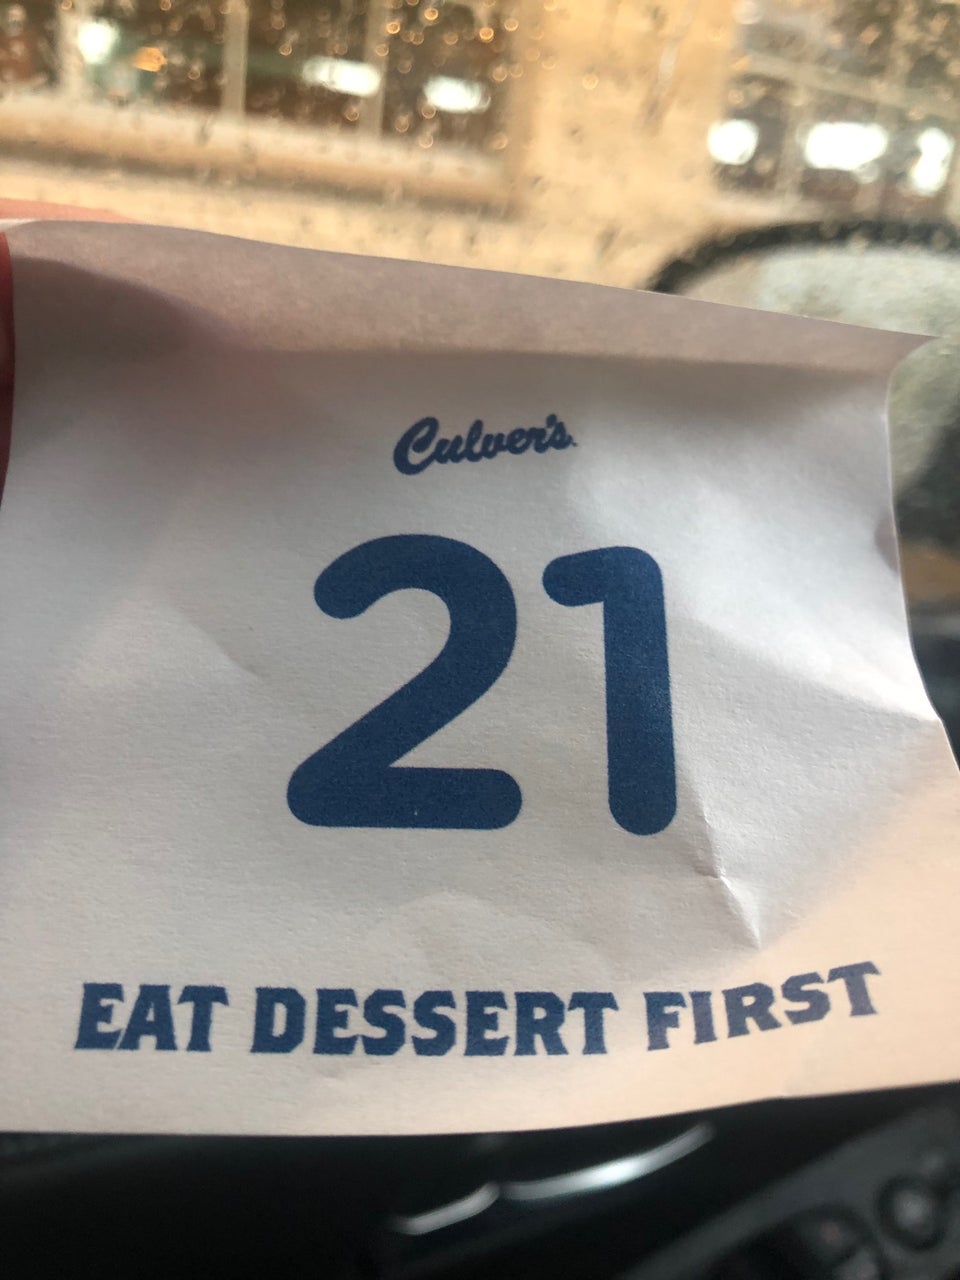 Culver's
21
EAT DESSERT FIRST